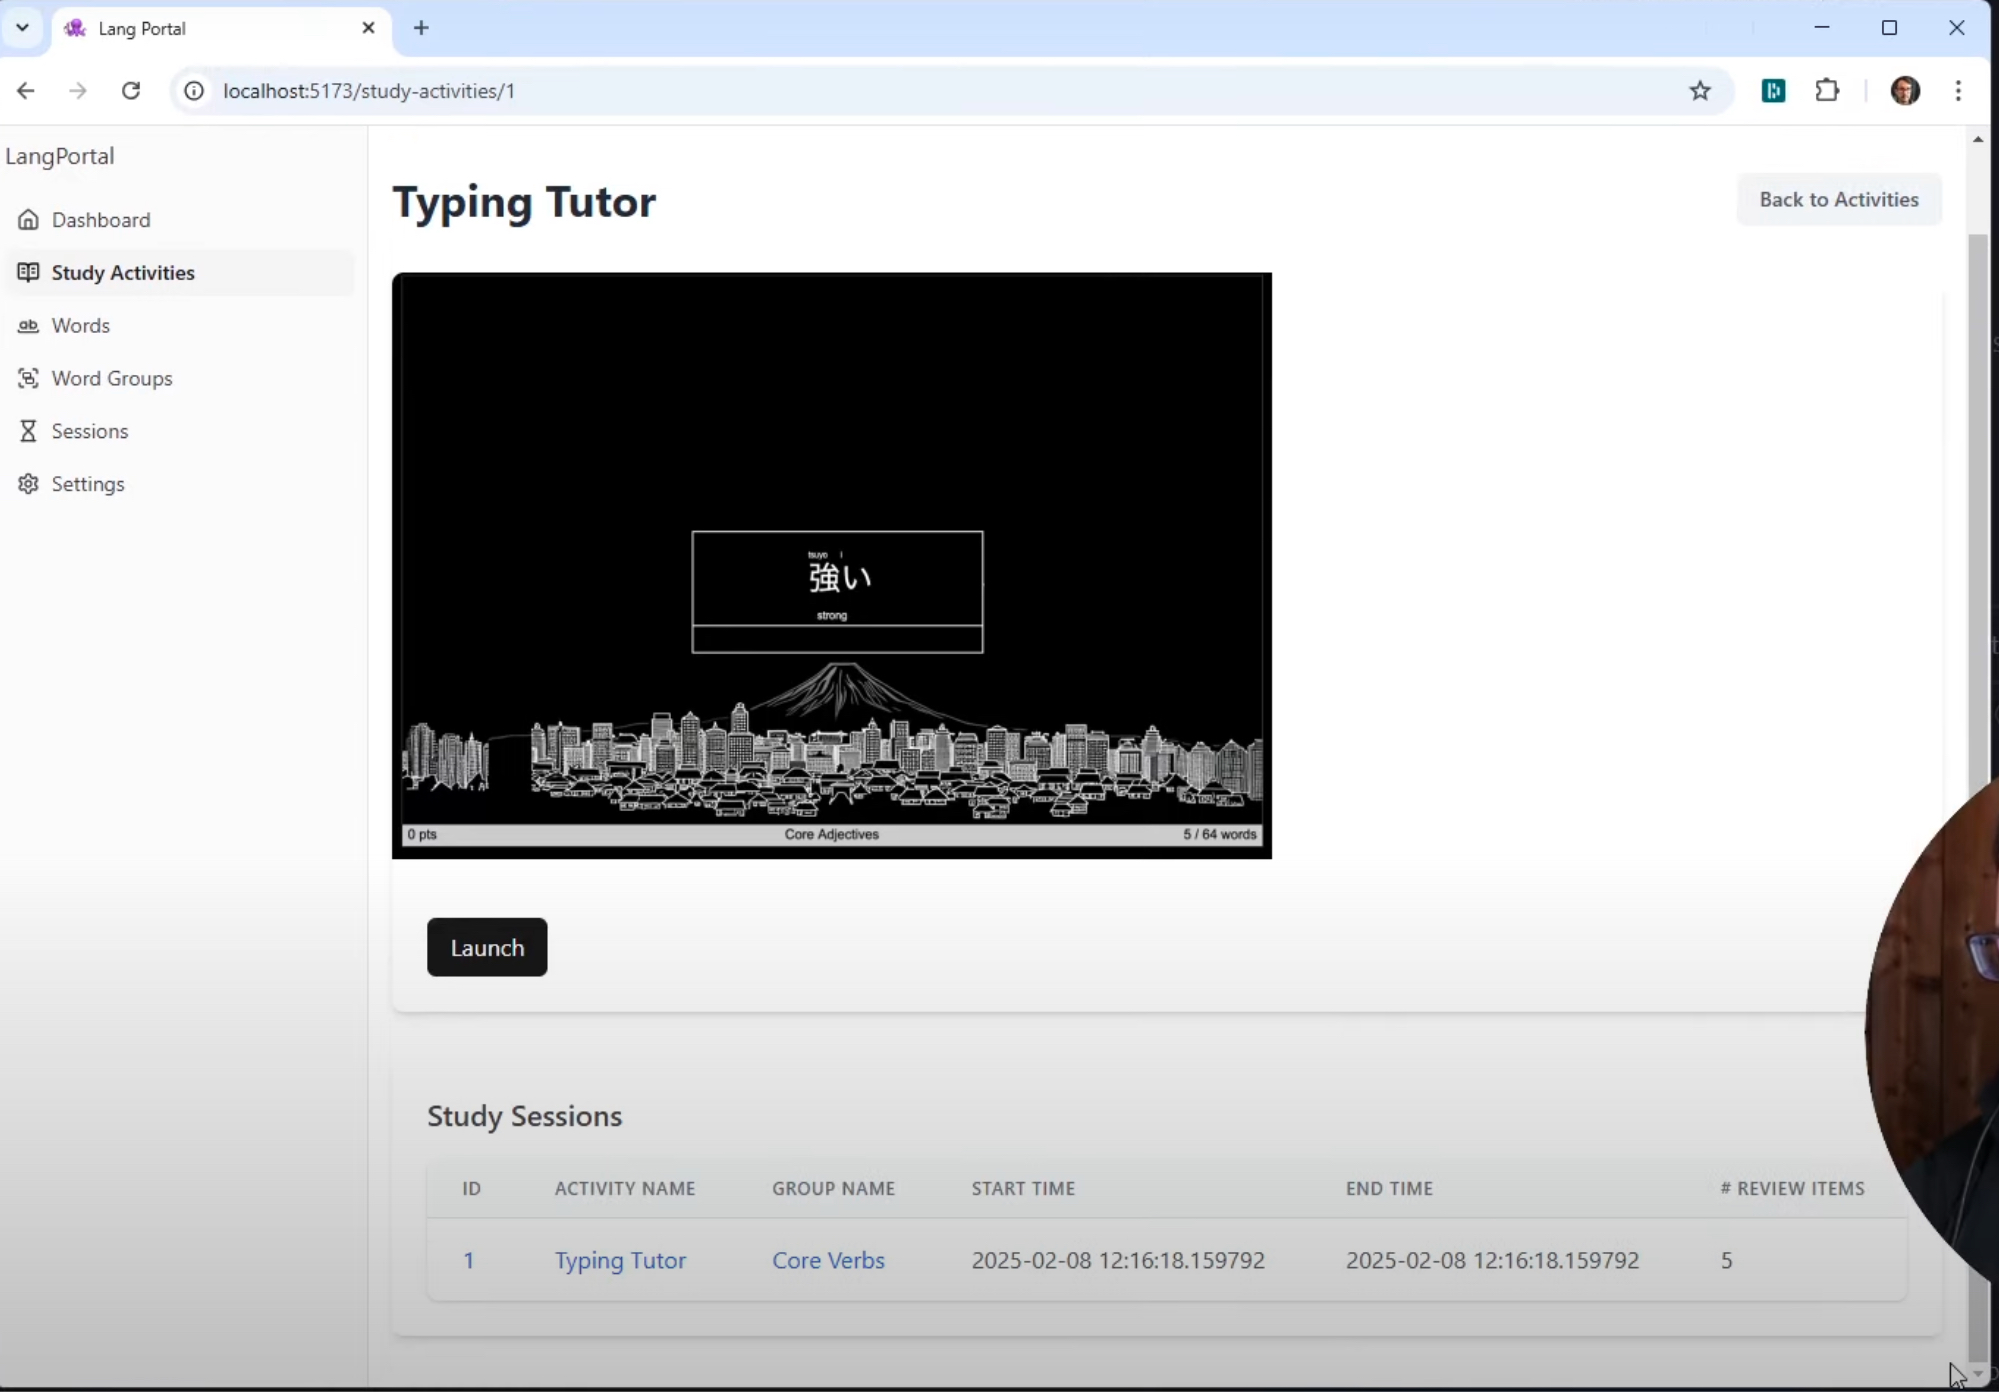 Lang Portal
localhost:5173/study-activities/1
LangPortal
Dashboard
Study Activities
Words
Word Groups
Sessions
Settings
Typing Tutor
Back to Activities
tsuyo i
強い
strong
0 pts
Core Adjectives
5 / 64 words
Launch
Study Sessions
ID ACTIVITY NAME GROUP NAME START TIME END TIME # REVIEW ITEMS
1 Typing Tutor Core Verbs 2025-02-08 12:16:18.159792 2025-02-08 12:16:18.159792 5